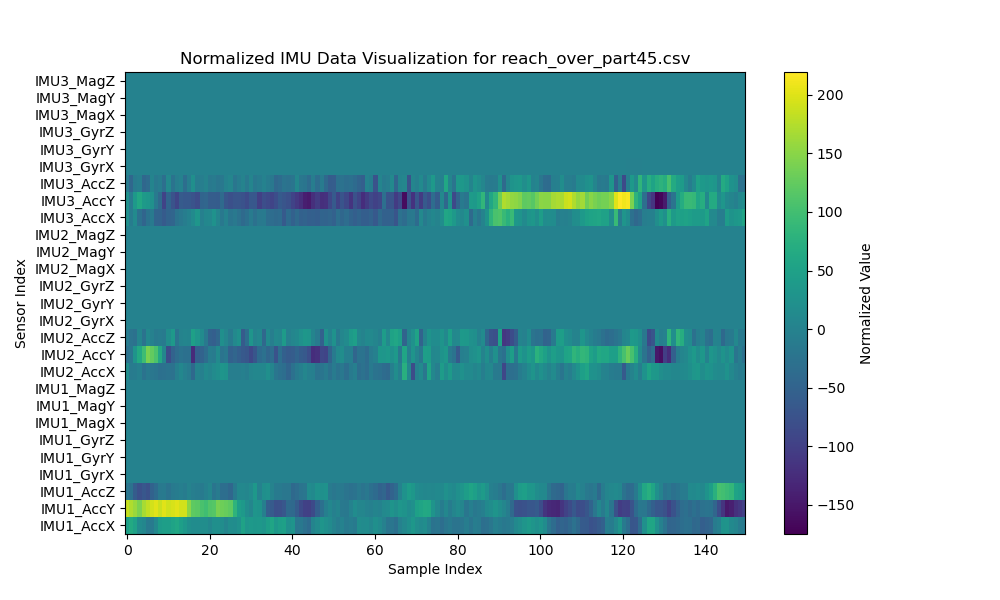 Normalized IMU Data Visualization for reach_over_part45.csv
IMU3_MagZ
IMU3_MagY
IMU3_MagX
IMU3_GyrZ
IMU3_GyrY
IMU3_GyrX
IMU3_AccZ
IMU3_AccY
IMU3_AccX
IMU2_MagZ
IMU2_MagY
IMU2_MagX
IMU2_GyrZ
IMU2_GyrY
IMU2_GyrX
IMU2_AccZ
IMU2_AccY
IMU2_AccX
IMU1_MagZ
IMU1_MagY
IMU1_MagX
IMU1_GyrZ
IMU1_GyrY
IMU1_GyrX
IMU1_AccZ
IMU1_AccY
IMU1_AccX
Sensor Index
0 20 40 60 80 100 120 140
Sample Index
200
150
100
50
0
−50
−100
−150
Normalized Value